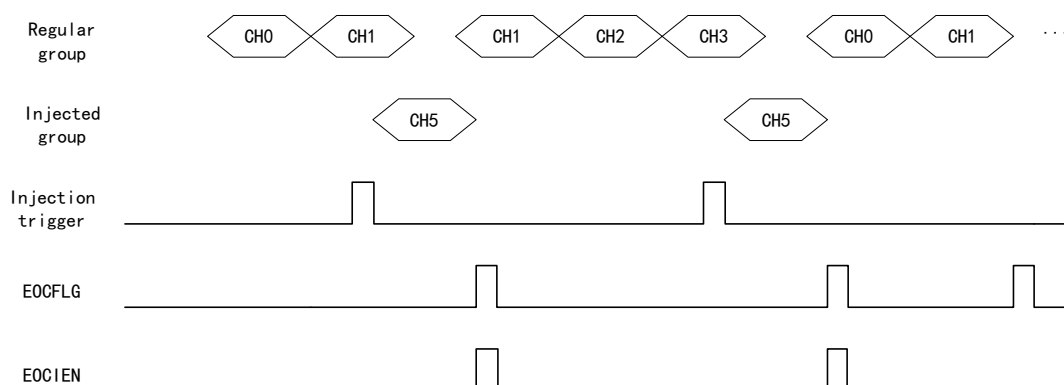 Regular
group
CH0 CH1 CH1 CH2 CH3 CH0 CH1 ...
Injected
group
CH5 CH5
Injection
trigger
EOCFLG
EOCIEN